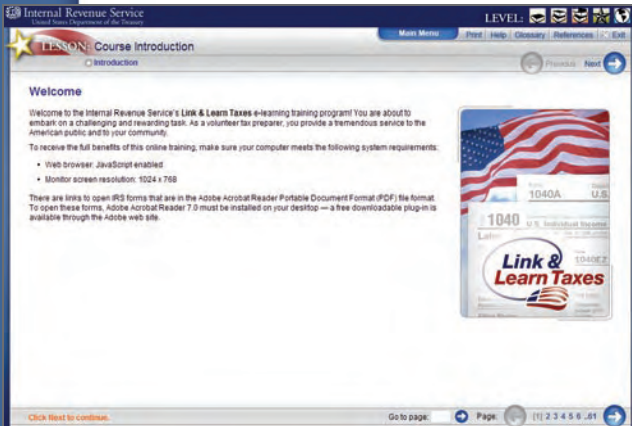 Internal Revenue Service
United States Department of the Treasury
LEVEL:
LESSON: Course Introduction
Main Menu
Print Help Glossary References Exit
Introduction
Previous Next
Welcome
Welcome to the Internal Revenue Service's Link & Learn Taxes e-learning training program! You are about to
embark on a challenging and rewarding task. As a volunteer tax preparer, you provide a tremendous service to the
American public and to your community.
To receive the full benefits of this online training, make sure your computer meets the following system requirements:
• Web browser: JavaScript enabled
• Monitor screen resolution: 1024 x 768
There are links to open IRS forms that are in the Adobe Acrobat Reader Portable Document Format (PDF) file format.
To open these forms, Adobe Acrobat Reader 7.0 must be installed on your desktop — a free downloadable plug-in is
available through the Adobe web site.
1040A U.S.
1040 U.S. Individual Income
1040EZ
Link &
Learn Taxes
Click Next to continue.
Go to page:
Page: [1] 2 3 4 5 6 ..61